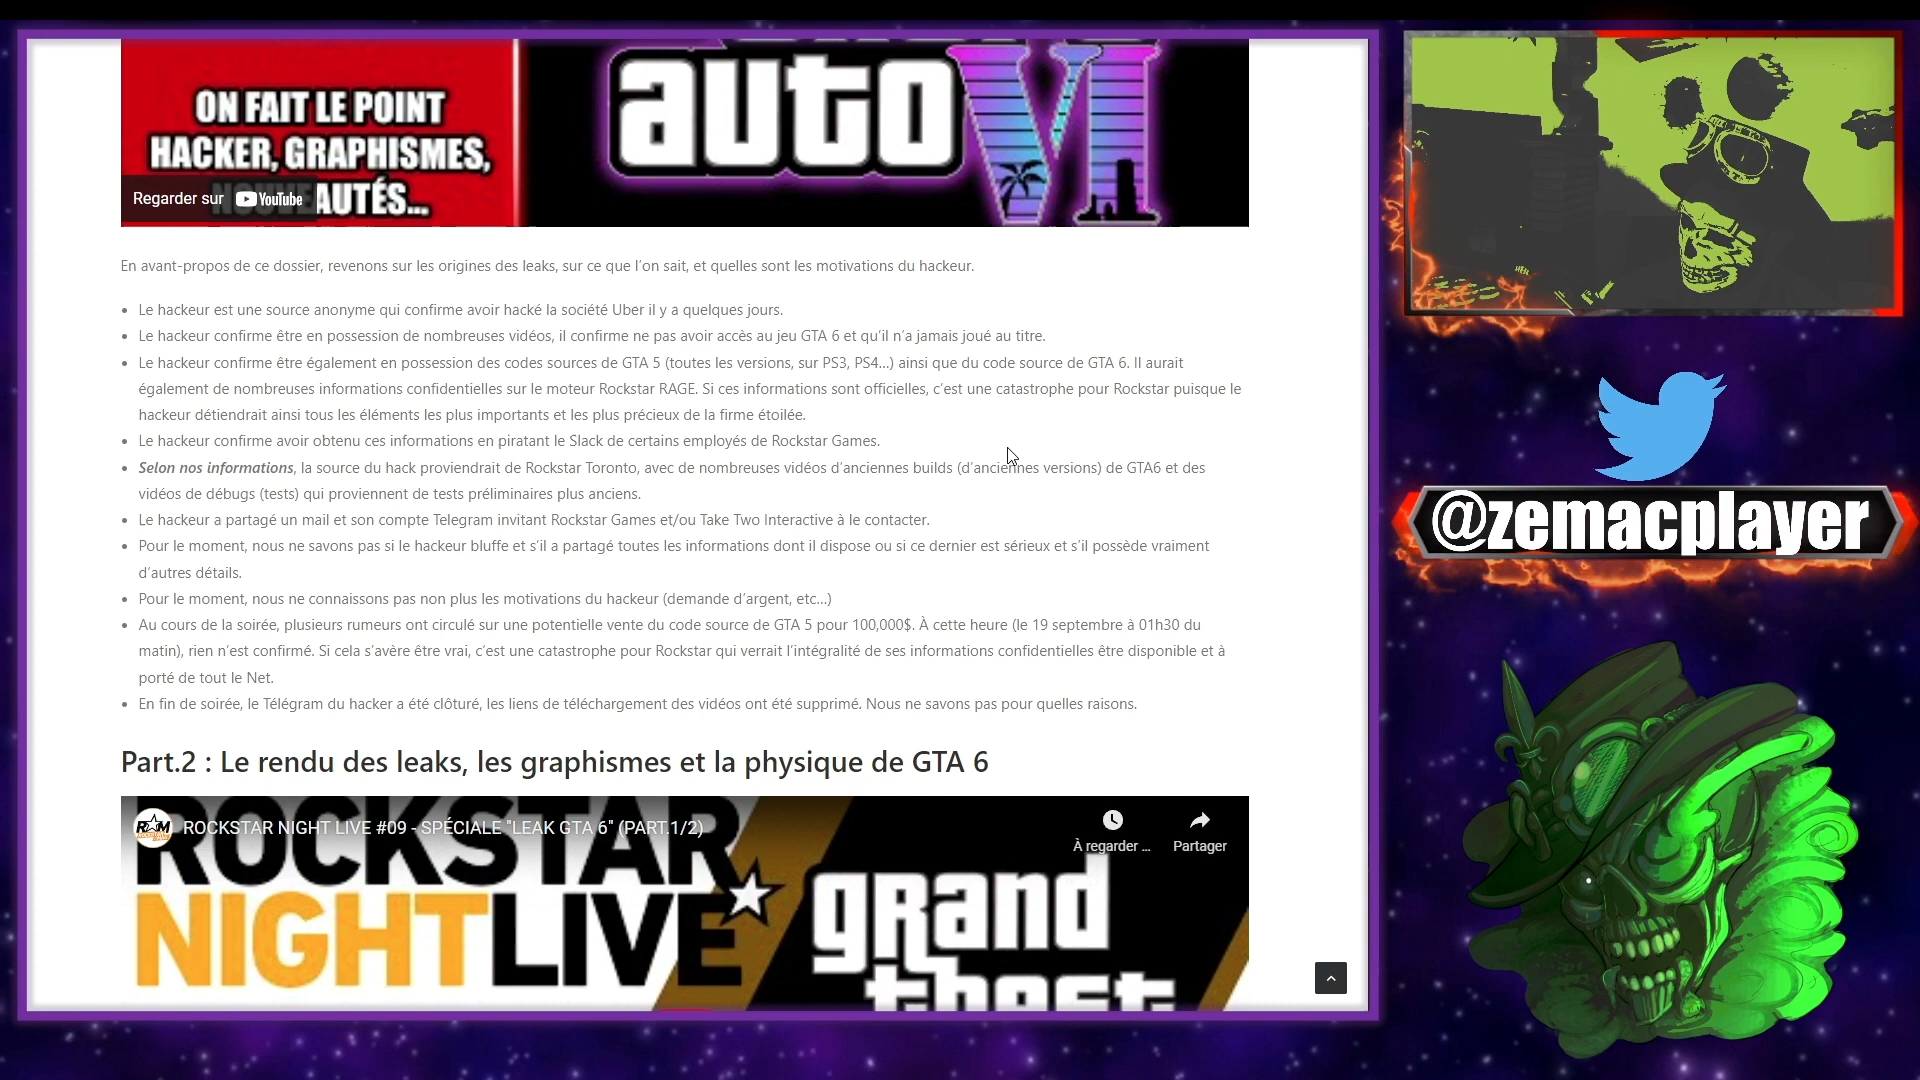 ON FAIT LE POINT
HACKER, GRAPHISMES,
AUTÉS...
Regarder sur YouTube
auto VI
En avant-propos de ce dossier, revenons sur les origines des leaks, sur ce que l'on sait, et quelles sont les motivations du hackeur.
Le hackeur est une source anonyme qui confirme avoir hacké la société Uber il y a quelques jours.
Le hackeur confirme être en possession de nombreuses vidéos, il confirme ne pas avoir accès au jeu GTA 6 et qu'il n'a jamais joué au titre.
Le hackeur confirme être également en possession des codes sources de GTA 5 (toutes les versions, sur PS3, PS4...) ainsi que du code source de GTA 6. Il aurait
également de nombreuses informations confidentielles sur le moteur Rockstar RAGE. Si ces informations sont officielles, c'est une catastrophe pour Rockstar puisque le
hackeur détiendrait ainsi tous les éléments les plus importants et les plus précieux de la firme étoilée.
Le hackeur confirme avoir obtenu ces informations en piratant le Slack de certains employés de Rockstar Games.
Selon nos informations, la source du hack proviendrait de Rockstar Toronto, avec de nombreuses vidéos d'anciennes builds (d'anciennes versions) de GTA6 et des
vidéos de débugs (tests) qui proviennent de tests préliminaires plus anciens.
Le hackeur a partagé un mail et son compte Telegram invitant Rockstar Games et/ou Take Two Interactive à le contacter.
Pour le moment, nous ne savons pas si le hackeur bluffe et s'il a partagé toutes les informations dont il dispose ou si ce dernier est sérieux et s'il possède vraiment
d'autres détails.
Pour le moment, nous ne connaissons pas non plus les motivations du hackeur (demande d'argent, etc...)
Au cours de la soirée, plusieurs rumeurs ont circulé sur une potentielle vente du code source de GTA 5 pour 100,000$. À cette heure (le 19 septembre à 01h30 du
matin), rien n'est confirmé. Si cela s'avère être vrai, c'est une catastrophe pour Rockstar qui verrait l'intégralité de ses informations confidentielles être disponible et à
porté de tout le Net.
En fin de soirée, le Télégram du hacker a été clôturé, les liens de téléchargement des vidéos ont été supprimé. Nous ne savons pas pour quelles raisons.
Part.2 : Le rendu des leaks, les graphismes et la physique de GTA 6
ROCKSTAR NIGHT LIVE #09 - SPÉCIALE "LEAK GTA 6" (PART.1/2)
À regarder ...
Partager
ROCKSTAR
NIGHTLIVE
grand
theft
@zemacplayer